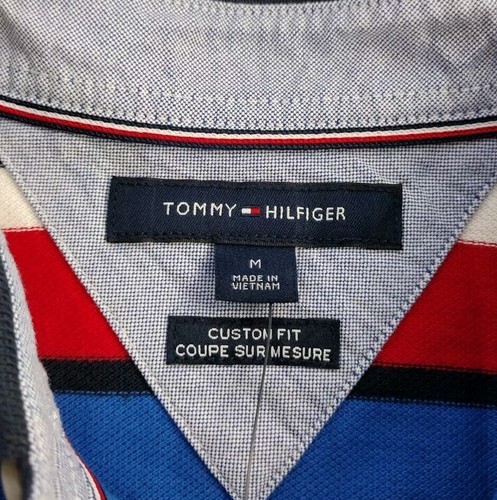 TOMMY HILFIGER
M
MADE IN
VIETNAM
CUSTOM FIT
COUPE SUR MESURE